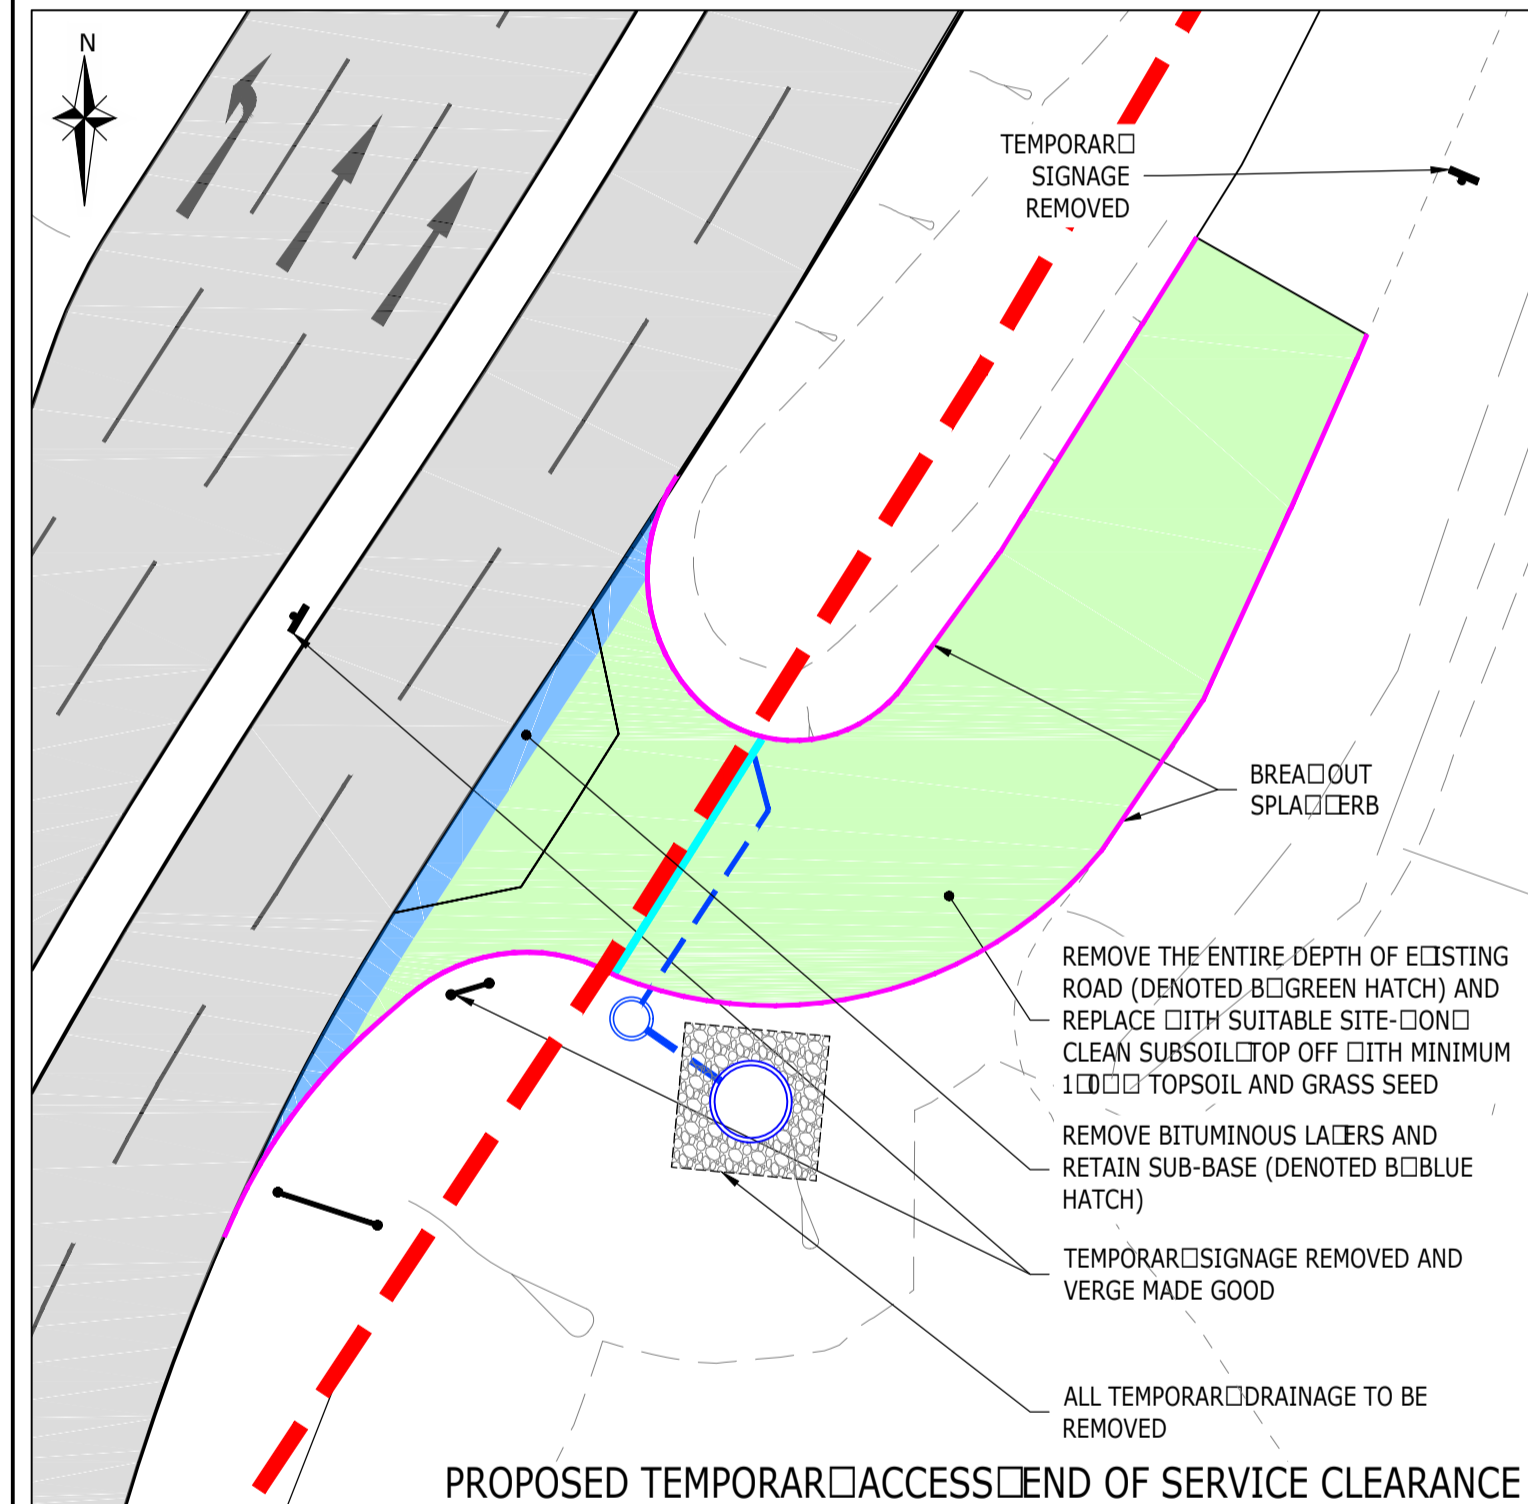 N
TEMPORAR□
SIGNAGE
REMOVED
BREA□OUT
SPLA□□ERB
REMOVE THE ENTIRE DEPTH OF E□ISTING
ROAD (DENOTED B□GREEN HATCH) AND
REPLACE □ITH SUITABLE SITE-□ON□
CLEAN SUBSOIL□TOP OFF □ITH MINIMUM
1□0□□ TOPSOIL AND GRASS SEED
REMOVE BITUMINOUS LA□ERS AND
RETAIN SUB-BASE (DENOTED B□BLUE
HATCH)
TEMPORAR□SIGNAGE REMOVED AND
VERGE MADE GOOD
ALL TEMPORAR□DRAINAGE TO BE
REMOVED
PROPOSED TEMPORAR□ACCESS□END OF SERVICE CLEARANCE